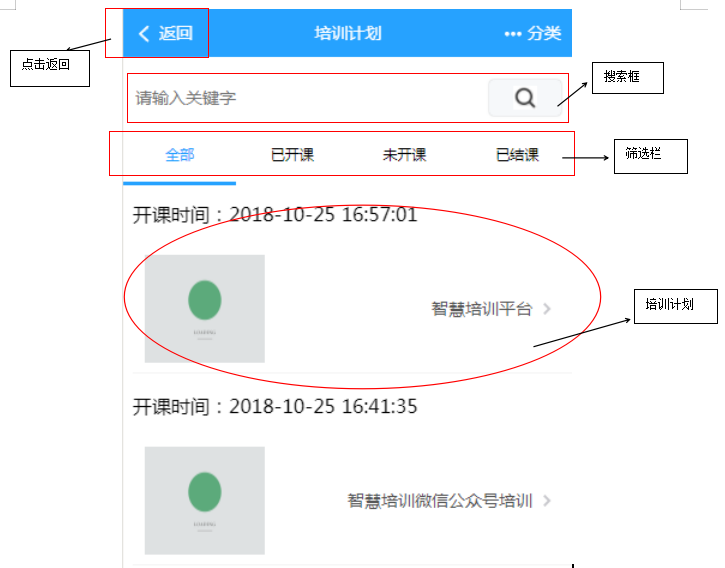 返回
培训计划
••• 分类
点击返回
请输入关键字
搜索框
全部
已开课
未开课
已结课
筛选栏
开课时间：2018-10-25 16:57:01
智慧培训平台
培训计划
开课时间：2018-10-25 16:41:35
智慧培训微信公众号培训